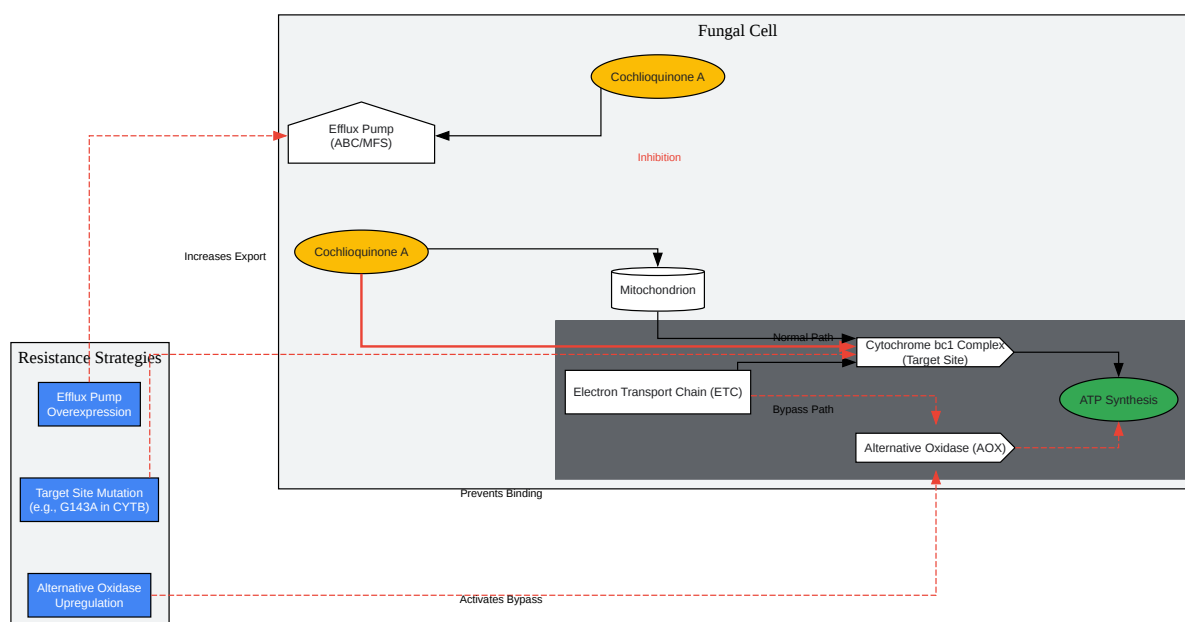 Fungal Cell
Cochlioquinone A
Efflux Pump
(ABC/MFS)
Inhibition
Cochlioquinone A
Increases Export
Mitochondrion
Normal Path
Cytochrome bc1 Complex
(Target Site)
Resistance Strategies
Electron Transport Chain (ETC)
ATP Synthesis
Efflux Pump
Overexpression
Bypass Path
Alternative Oxidase (AOX)
Target Site Mutation
(e.g., G143A in CYTB)
Prevents Binding
Alternative Oxidase
Upregulation
Activates Bypass